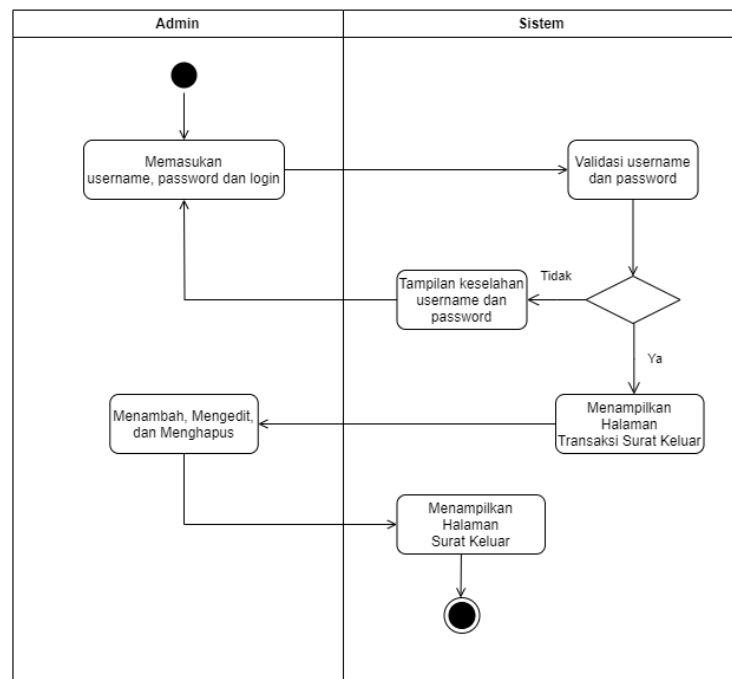 Admin
Sistem
Memasukan
username, password dan login
Validasi username
dan password
Tidak
Tampilan keselahan
username dan
password
Ya
Menambah, Mengedit,
dan Menghapus
Menampilkan
Halaman
Transaksi Surat Keluar
Menampilkan
Halaman
Surat Keluar